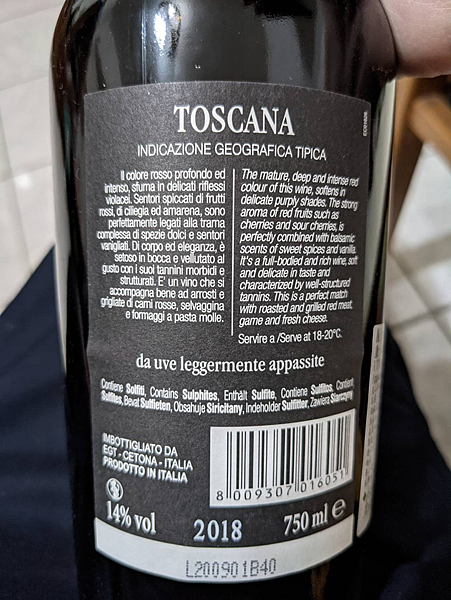 TOSCANA
INDICAZIONE GEOGRAFICA TIPICA
Il colore rosso profondo ed
intenso, sfuma in delicati riflessi
violacei. Sentori spiccati di frutti
rossi, di ciliegia ed amarena, sono
perfettamente legati alla trama
complessa di spezie dolci e sentori
vanigliati. Di corpo ed eleganza, è
setoso in bocca e vellutato al
gusto con i suoi tannini morbidi e
strutturati. E' un vino che si
accompagna bene ad arrosti e
grigliate di carni rosse, selvaggina
e formaggi a pasta molle.
The mature, deep and intense red
colour of this wine, softens in
delicate purply shades. The strong
aroma of red fruits such as
cherries and sour cherries, is
perfectly combined with balsamic
scents of sweet spices and vanilla.
It's a full-bodied and rich wine, soft
and delicate in taste and
characterized by well-structured
tannins. This is a perfect match
with roasted and grilled red meat,
game and fresh cheese.
Servire a /Serve at 18-20°C.
da uve leggermente appassite
Contiene Solfiti, Contains Sulphites, Enthält Sulfite, Contiene Sulfitos, Contient
Sulfites, Bevat Sulfieten, Obsahuje Siricitany, Indeholder Sulfitter, Zawiera Siarczyny
IMBOTTIGLIATO DA
EGT - CETONA - ITALIA
PRODOTTO IN ITALIA
8 009307 016051
14% vol
2018
750 ml e
L200901B40